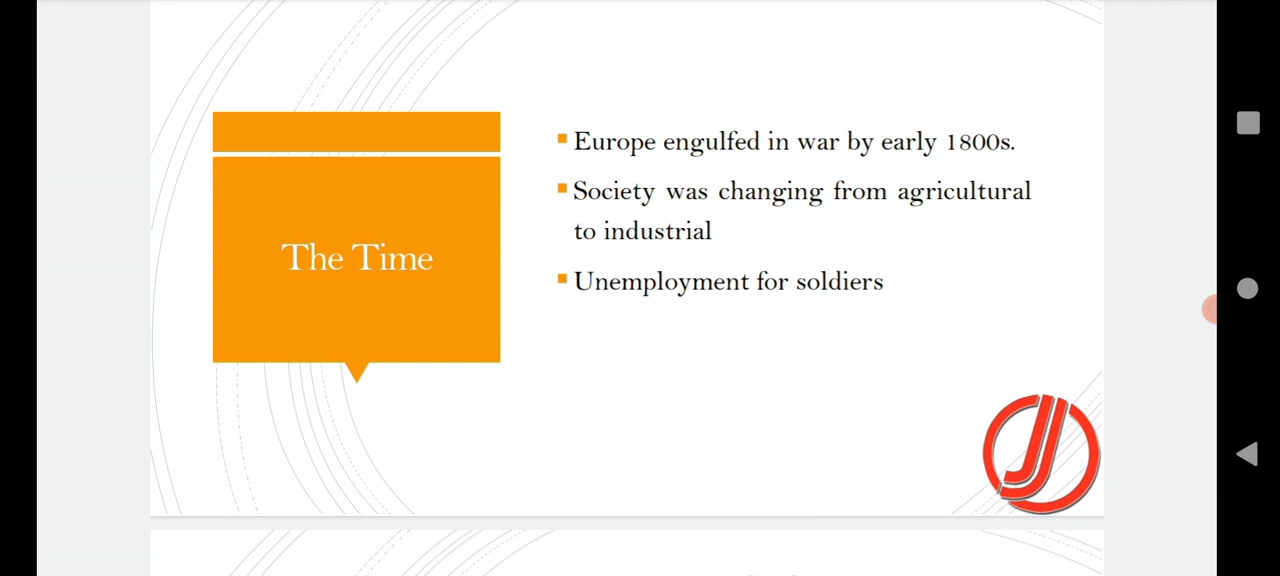 The Time
Europe engulfed in war by early 1800s.
Society was changing from agricultural
to industrial
Unemployment for soldiers